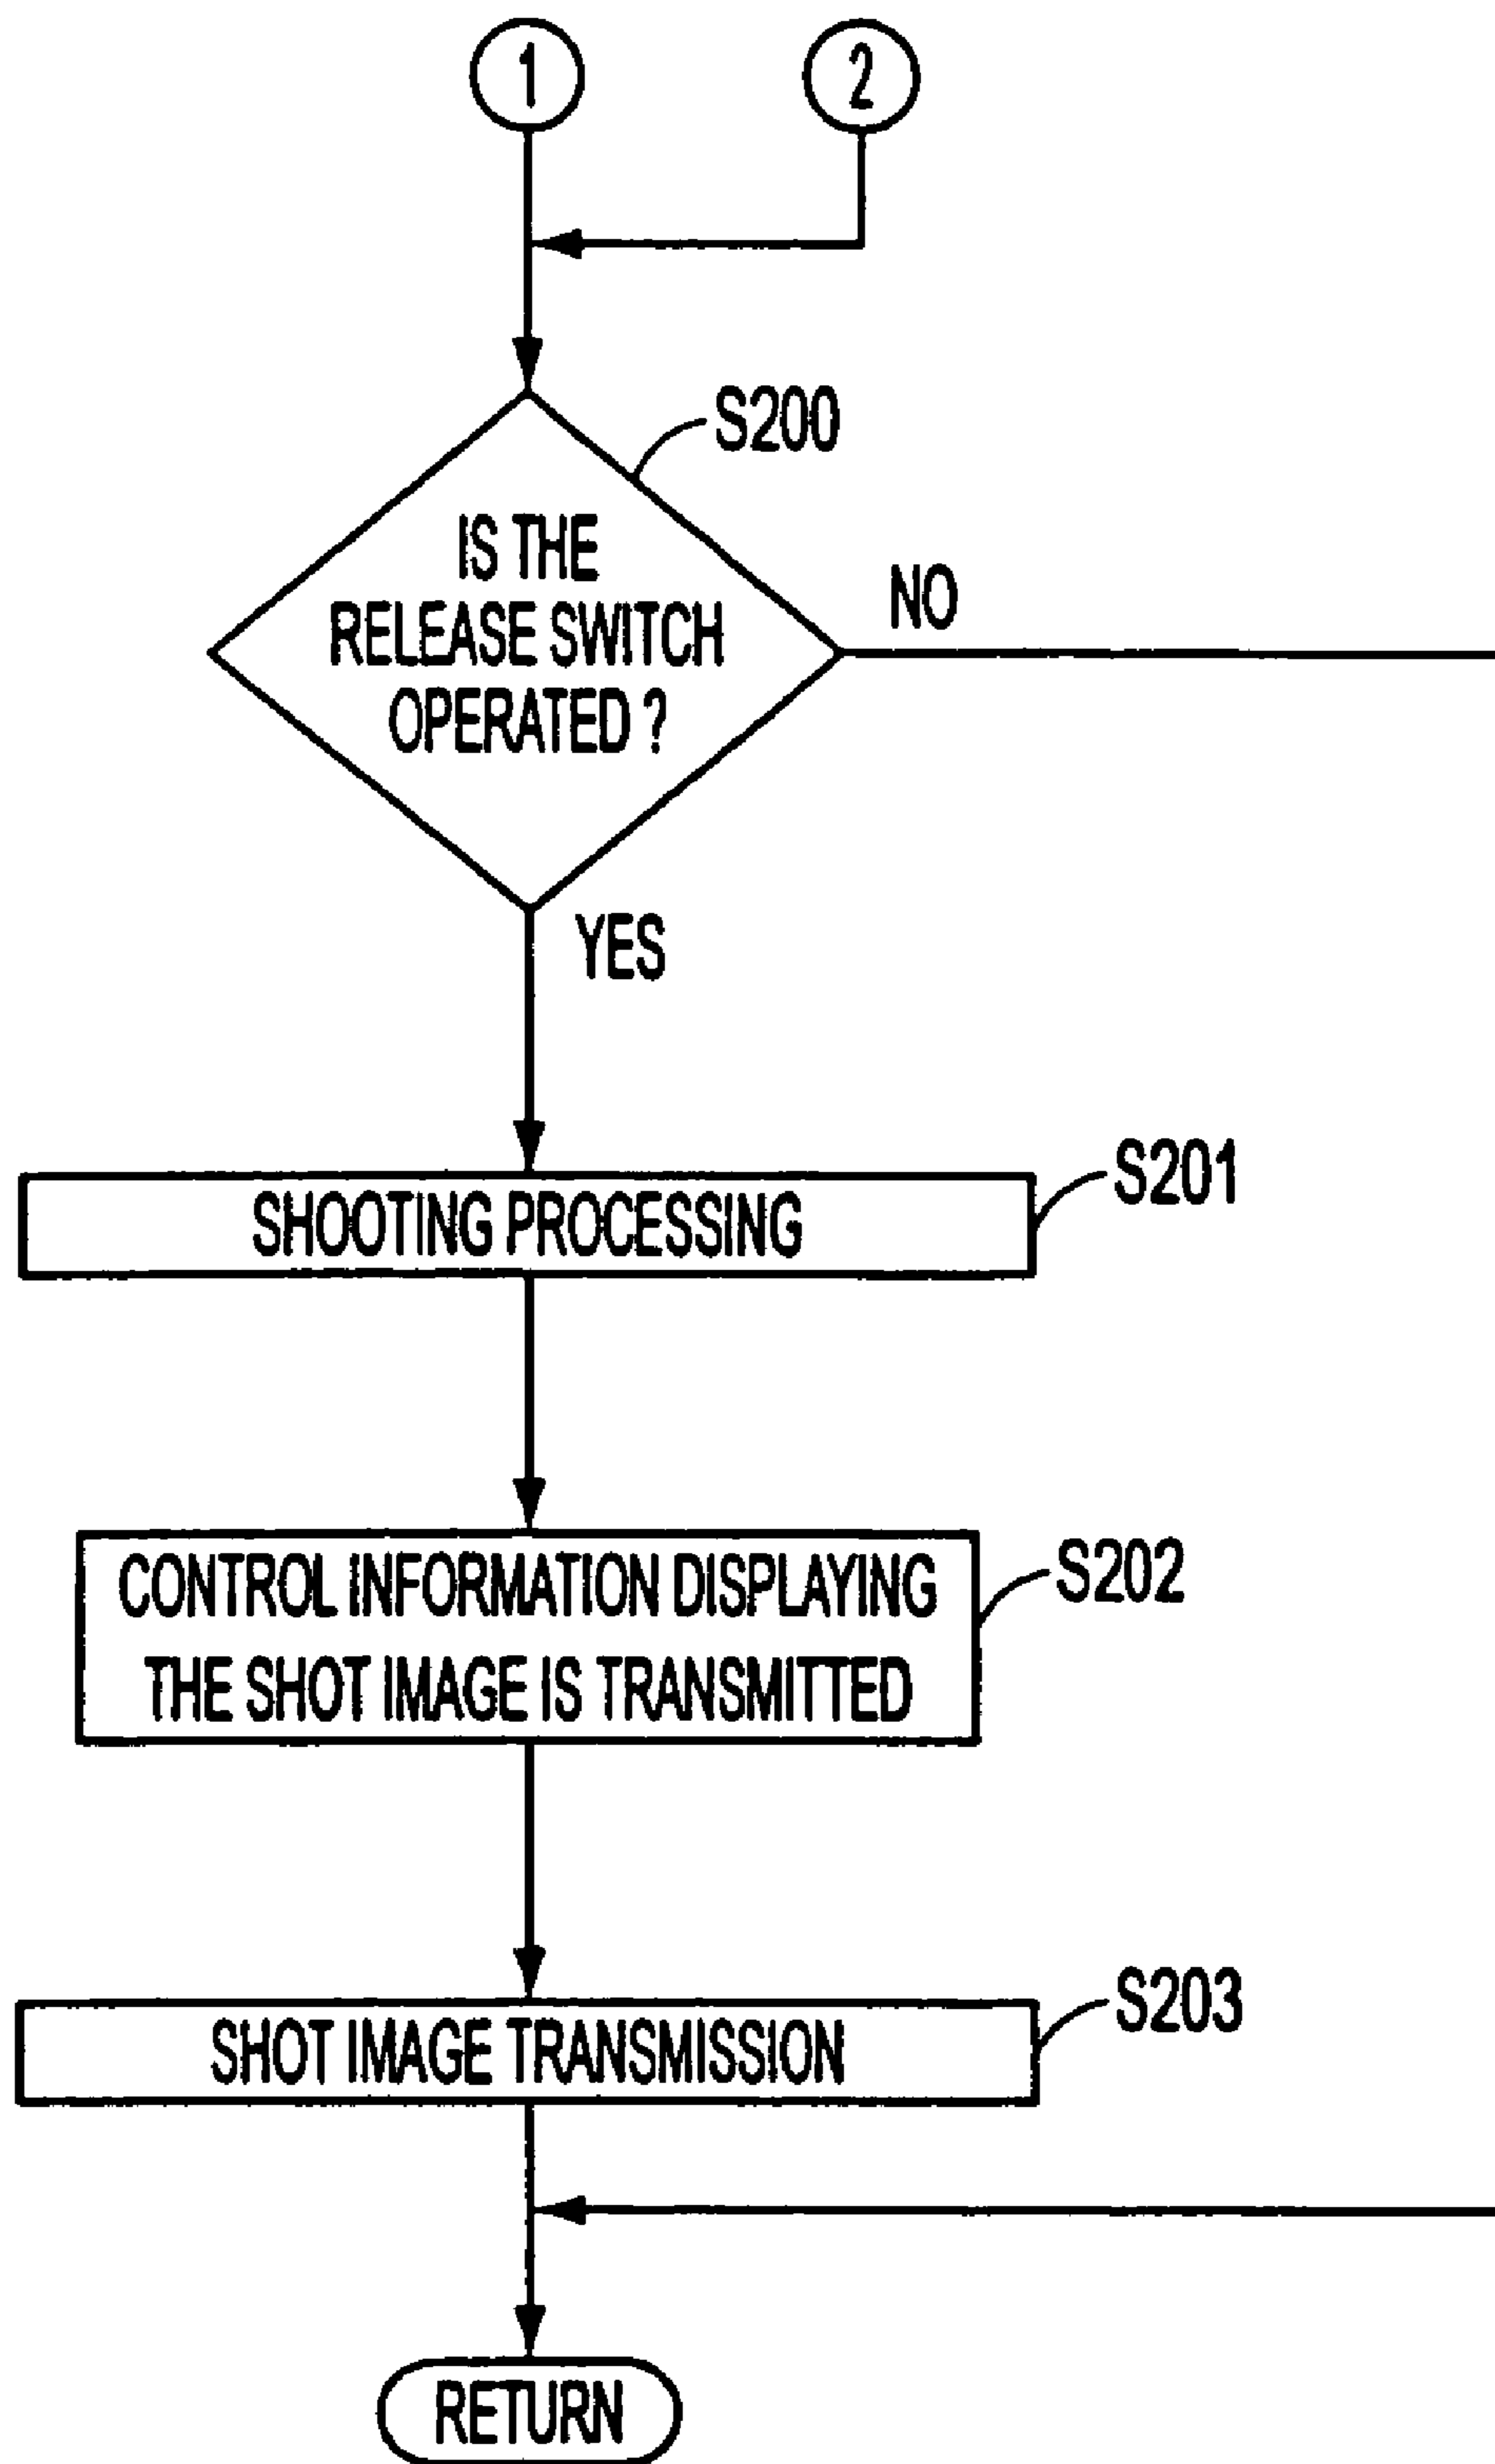 1
2
S200
IS THE
RELEASE SWITCH
OPERATED ?
NO
YES
SHOOTING PROCESSING
S201
CONTROL INFORMATION DISPLAYING
THE SHOT IMAGE IS TRANSMITTED
S202
SHOT IMAGE TRANSMISSION
S203
RETURN